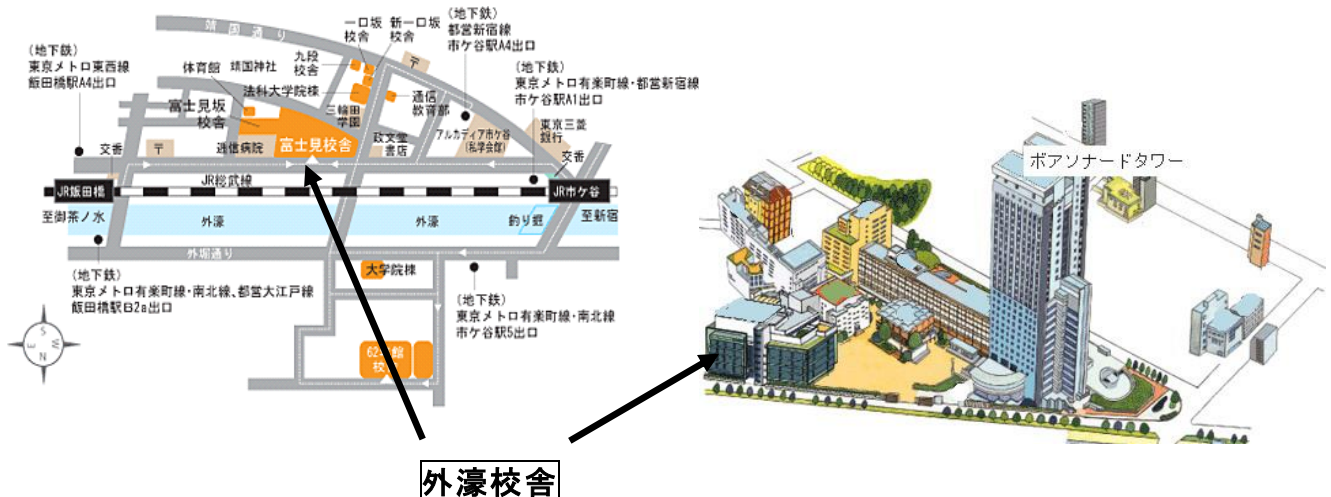 靖国通り
一口坂
校舎
新一口坂
校舎
(地下鉄)
都営新宿線
市ケ谷駅A4出口
(地下鉄)
東京メトロ東西線
飯田橋駅A4出口
体育館
靖国神社
九段
校舎
〒
(地下鉄)
東京メトロ有楽町線・都営新宿線
市ケ谷駅A1出口
法科大学院棟
富士見坂
校舎
三輪田
学園
通信
教育部
東京三菱
銀行
交番
〒
逓信病院
富士見校舎
政文堂
書店
アルカディア市ケ谷
(私学会館)
交番
JR飯田橋
JR総武線
JR市ケ谷
至御茶ノ水
外濠
外濠
釣り堀
至新宿
外堀通り
大学院棟
(地下鉄)
東京メトロ有楽町線・南北線、都営大江戸線
飯田橋駅B2a出口
(地下鉄)
東京メトロ有楽町線・南北線
市ケ谷駅5出口
S
E
W
N
校
ボアソナードタワー
外濠校舎